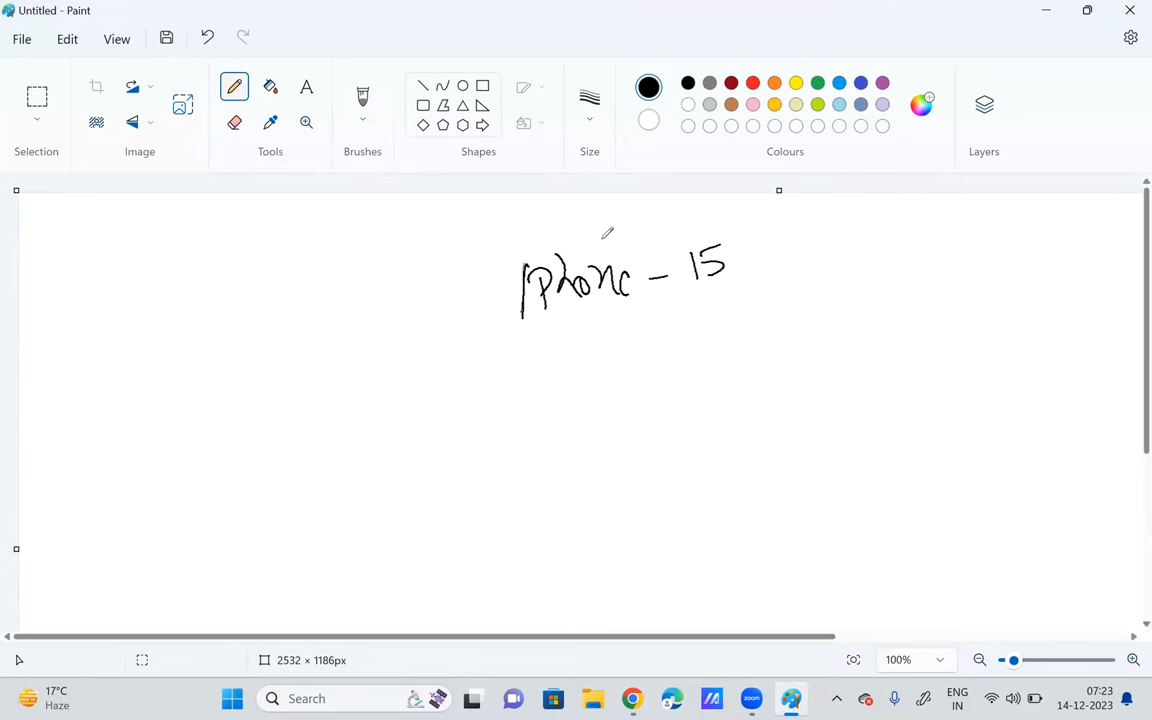 Untitled - Paint
File Edit View
Selection Image Tools Brushes Shapes Size Colours Layers
A
iphone - 15
2532 × 1186px 100%
17°C
Haze
Search
ENG
IN
07:23
14-12-2023